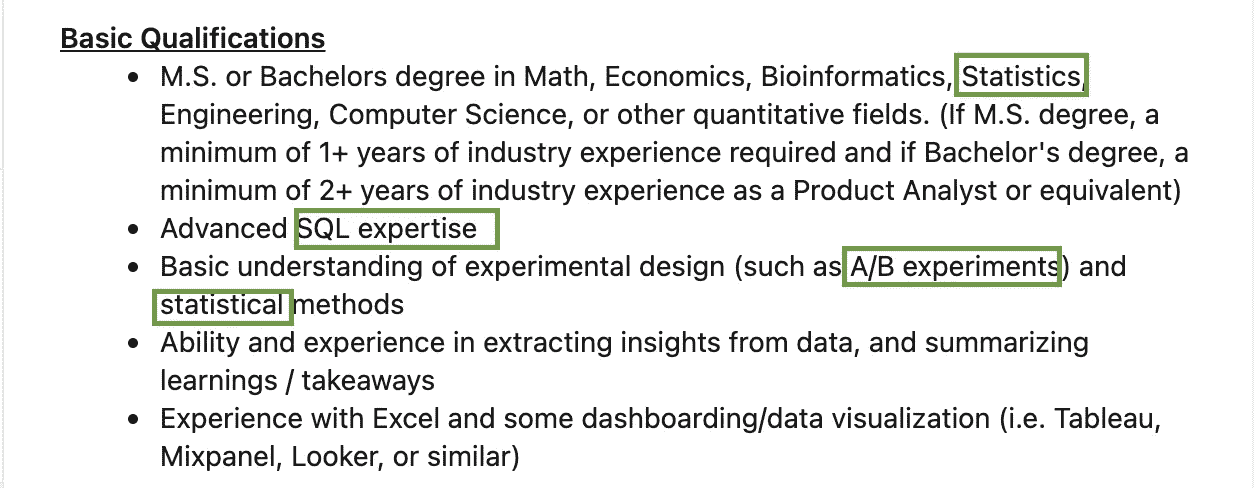 Basic Qualifications
• M.S. or Bachelors degree in Math, Economics, Bioinformatics, Statistics,
Engineering, Computer Science, or other quantitative fields. (If M.S. degree, a
minimum of 1+ years of industry experience required and if Bachelor's degree, a
minimum of 2+ years of industry experience as a Product Analyst or equivalent)
• Advanced SQL expertise
• Basic understanding of experimental design (such as A/B experiments) and
statistical methods
• Ability and experience in extracting insights from data, and summarizing
learnings / takeaways
• Experience with Excel and some dashboarding/data visualization (i.e. Tableau,
Mixpanel, Looker, or similar)